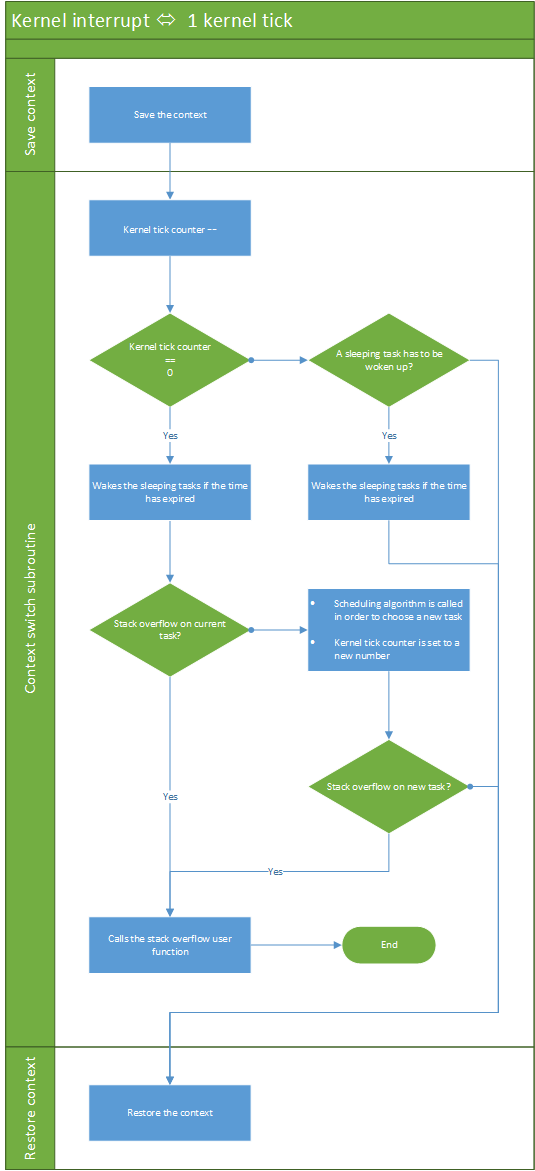 Kernel interrupt ⇔ 1 kernel tick
Save context
Save the context
Context switch subroutine
Kernel tick counter --
Kernel tick counter
==
0
A sleeping task has to be
woken up?
Yes
Yes
Wakes the sleeping tasks if the time
has expired
Wakes the sleeping tasks if the time
has expired
Stack overflow on current
task?
• Scheduling algorithm is called
in order to choose a new task
• Kernel tick counter is set to a
new number
Stack overflow on new task?
Yes
Yes
Calls the stack overflow user
function
End
Restore context
Restore the context